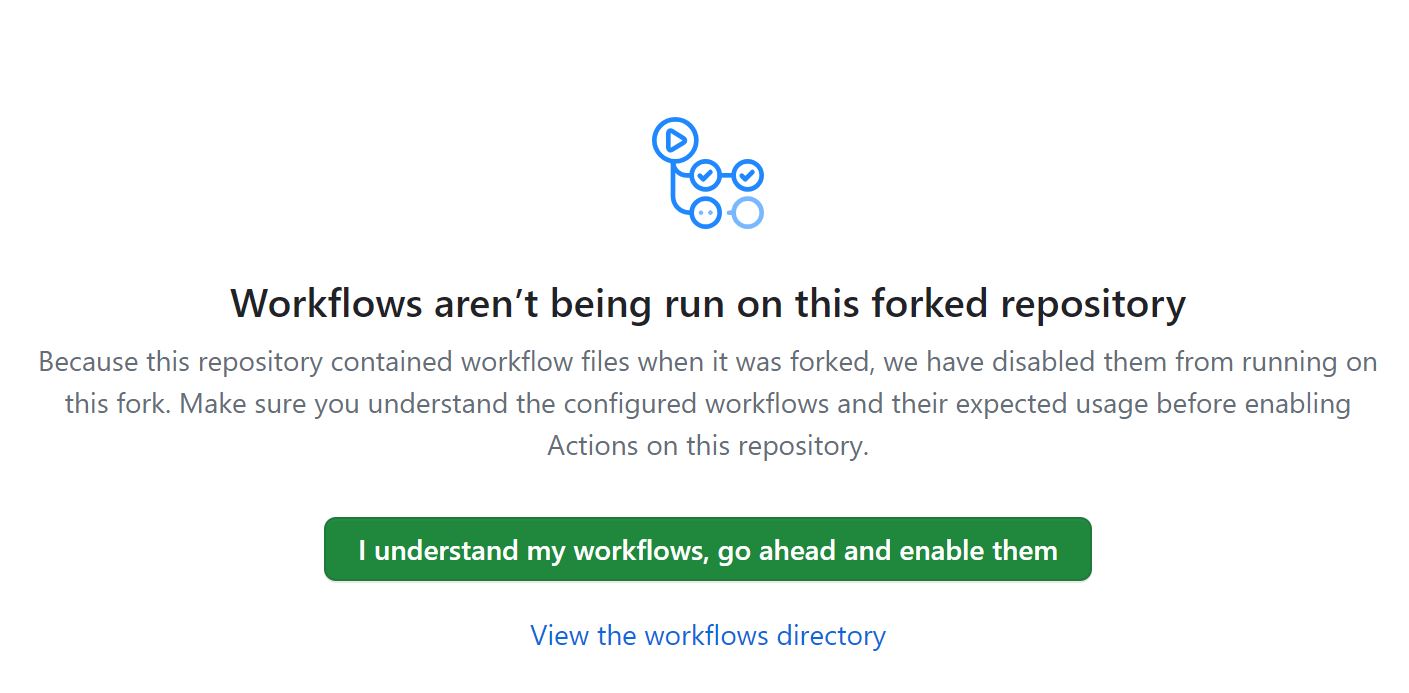 Workflows aren’t being run on this forked repository
Because this repository contained workflow files when it was forked, we have disabled them from running on
this fork. Make sure you understand the configured workflows and their expected usage before enabling
Actions on this repository.
I understand my workflows, go ahead and enable them
View the workflows directory